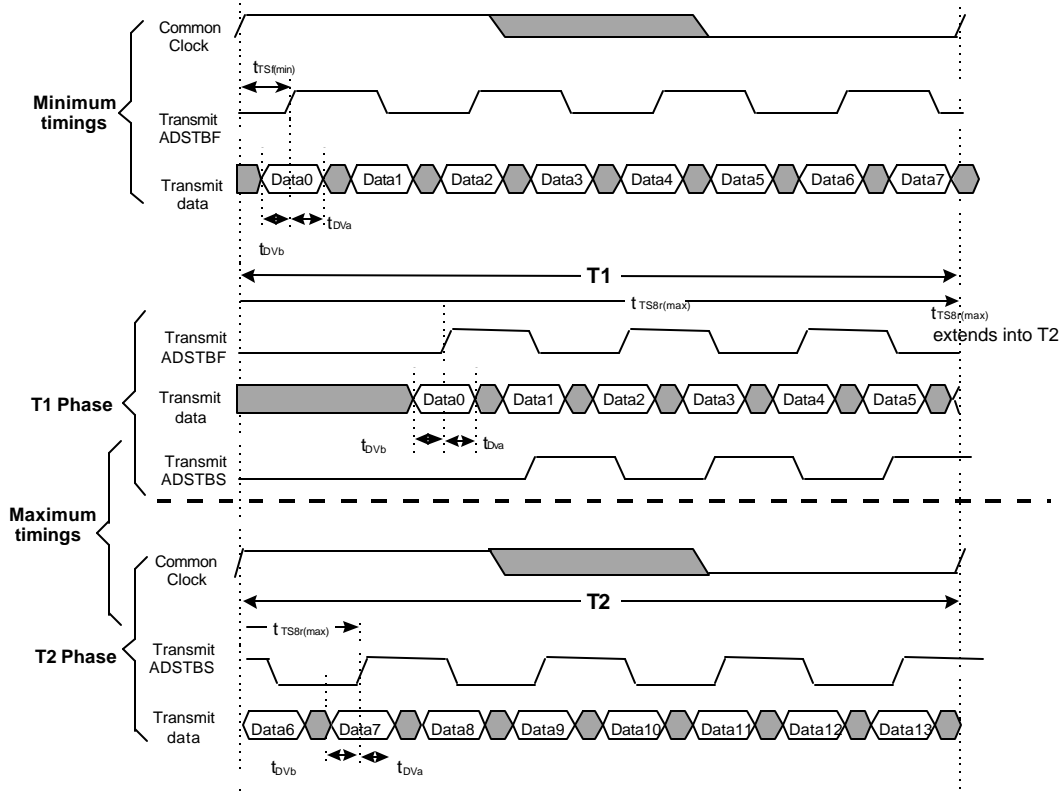 Common
Clock
tTSf(min)
Minimum
timings
Transmit
ADSTBF
Transmit
data
Data0 Data1 Data2 Data3 Data4 Data5 Data6 Data7
tDVa
tDVb
T1
tTS8r(max)
tTS8r(max)
extends into T2
Transmit
ADSTBF
T1 Phase
Transmit
data
Data0 Data1 Data2 Data3 Data4 Data5
tDVb
tDva
Transmit
ADSTBS
Maximum
timings
Common
Clock
T2
tTS8r(max)
T2 Phase
Transmit
ADSTBS
Transmit
data
Data6 Data7 Data8 Data9 Data10 Data11 Data12 Data13
tDVb
tDVa